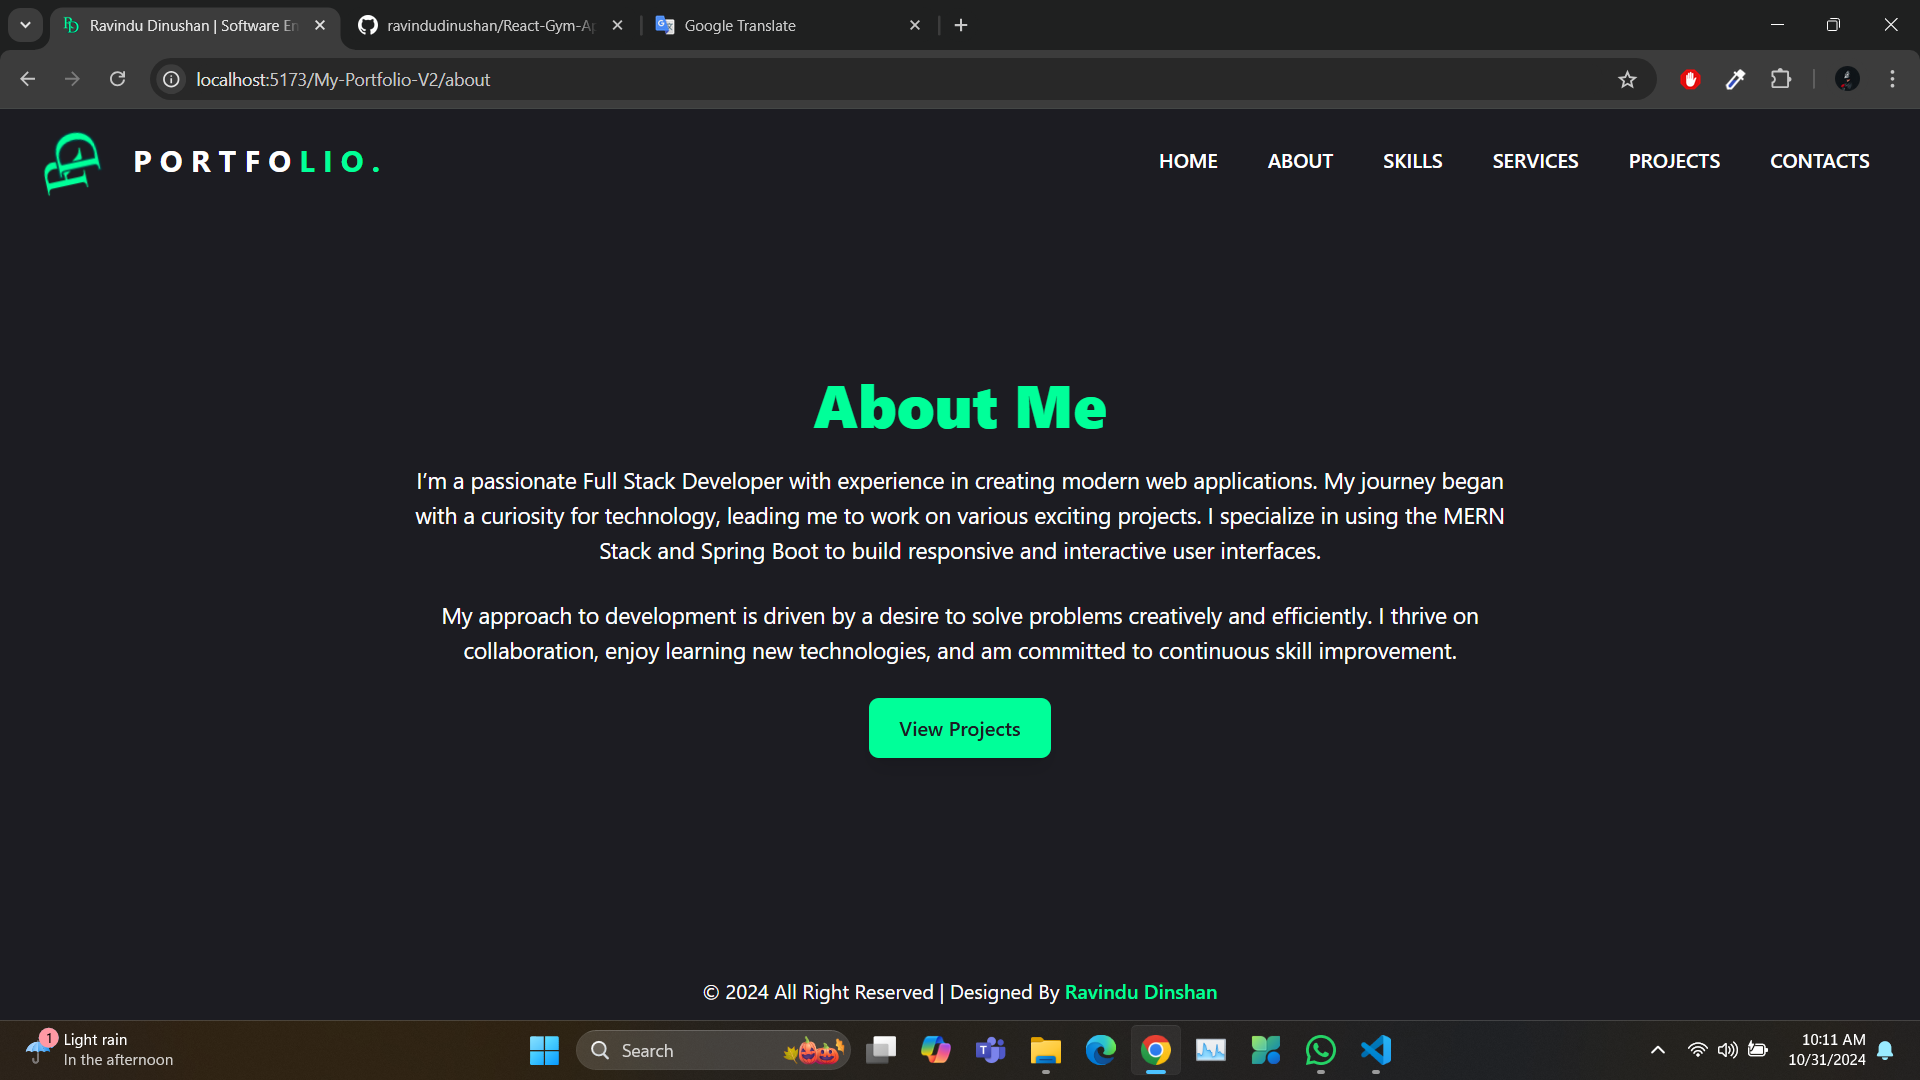 Ravindu Dinushan | Software En
ravindudinushan/React-Gym-Ap
Google Translate
localhost:5173/My-Portfolio-V2/about
PORTFOLIO.
HOME ABOUT SKILLS SERVICES PROJECTS CONTACTS
About Me
I’m a passionate Full Stack Developer with experience in creating modern web applications. My journey began
with a curiosity for technology, leading me to work on various exciting projects. I specialize in using the MERN
Stack and Spring Boot to build responsive and interactive user interfaces.
My approach to development is driven by a desire to solve problems creatively and efficiently. I thrive on
collaboration, enjoy learning new technologies, and am committed to continuous skill improvement.
View Projects
© 2024 All Right Reserved | Designed By Ravindu Dinshan
1
Light rain
In the afternoon
Search
10:11 AM
10/31/2024